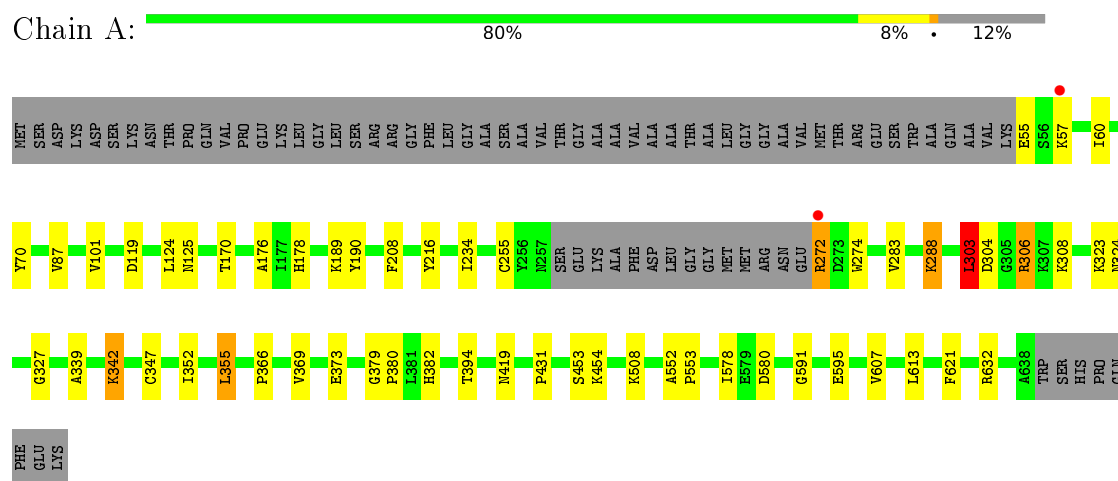 Chain A:
80% 8% • 12%
MET SER ASP LYS ASP SER LYS ASN THR PRO GLN VAL PRO GLU LYS LEU GLY LEU SER ARG ARG GLY PHE LEU GLY ALA SER ALA VAL THR GLY ALA ALA VAL ALA ALA THR ALA LEU GLY GLY ALA VAL MET THR ARG GLU SER TRP ALA GLN ALA VAL LYS E55 S56 K57 I60
Y70 V87 V101 D119 L124 N125 T170 A176 I177 H178 K189 Y190 F208 Y216 I234 C255 Y256 N257 SER GLU LYS ALA PHE ASP LEU GLY GLY MET MET ARG ASN GLU R272 D273 W274 V283 K288 L303 D304 G305 R306 K307 K308 K323 N324
G327 A339 K342 C347 I352 L355 P366 V369 E373 G379 P380 L381 H382 T394 N419 P431 S453 K454 K508 A552 P553 I578 E579 D580 G591 E595 V607 L613 F621 R632 A638 TRP SER HIS PRO GLN
PHE GLU LYS